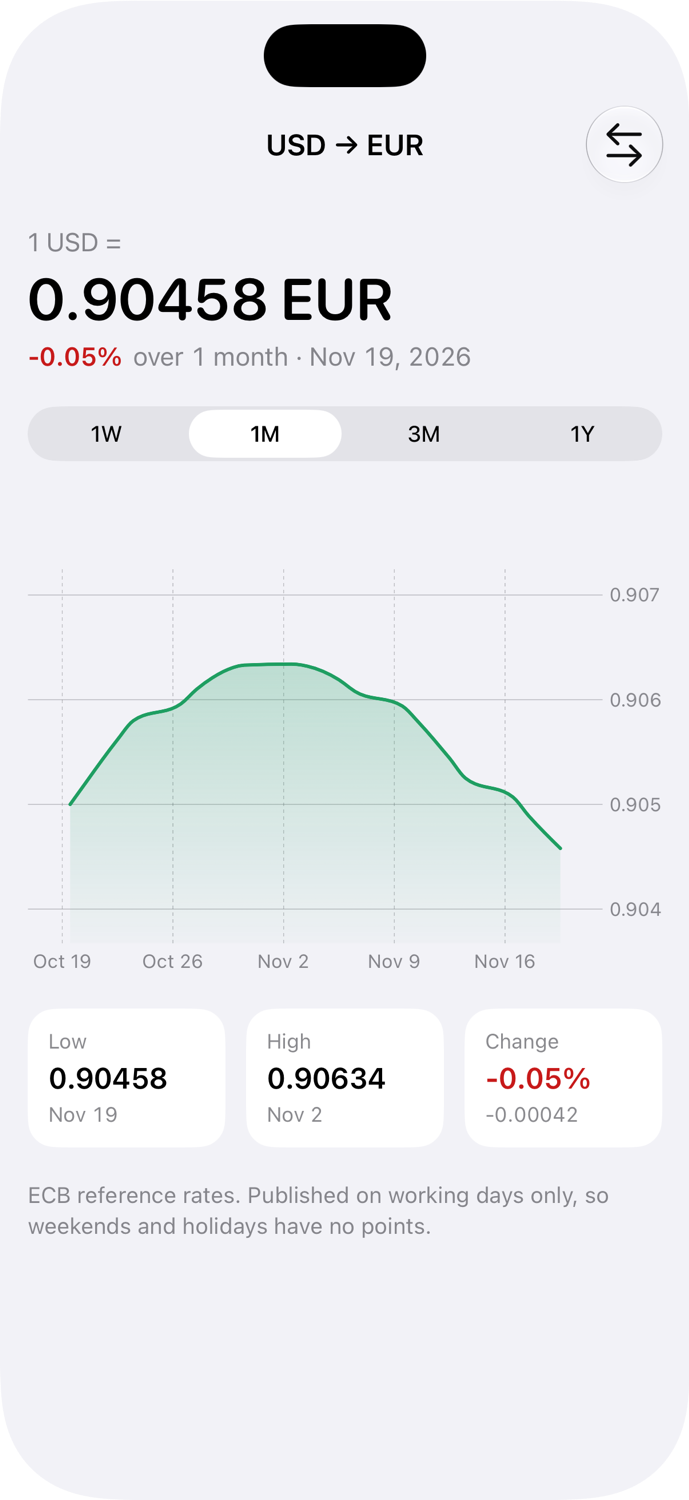 USD → EUR
1 USD =
0.90458 EUR
-0.05% over 1 month · Nov 19, 2026
1W 1M 3M 1Y
0.907
0.906
0.905
0.904
Oct 19 Oct 26 Nov 2 Nov 9 Nov 16
Low High Change
0.90458 0.90634 -0.05%
Nov 19 Nov 2 -0.00042
ECB reference rates. Published on working days only, so
weekends and holidays have no points.